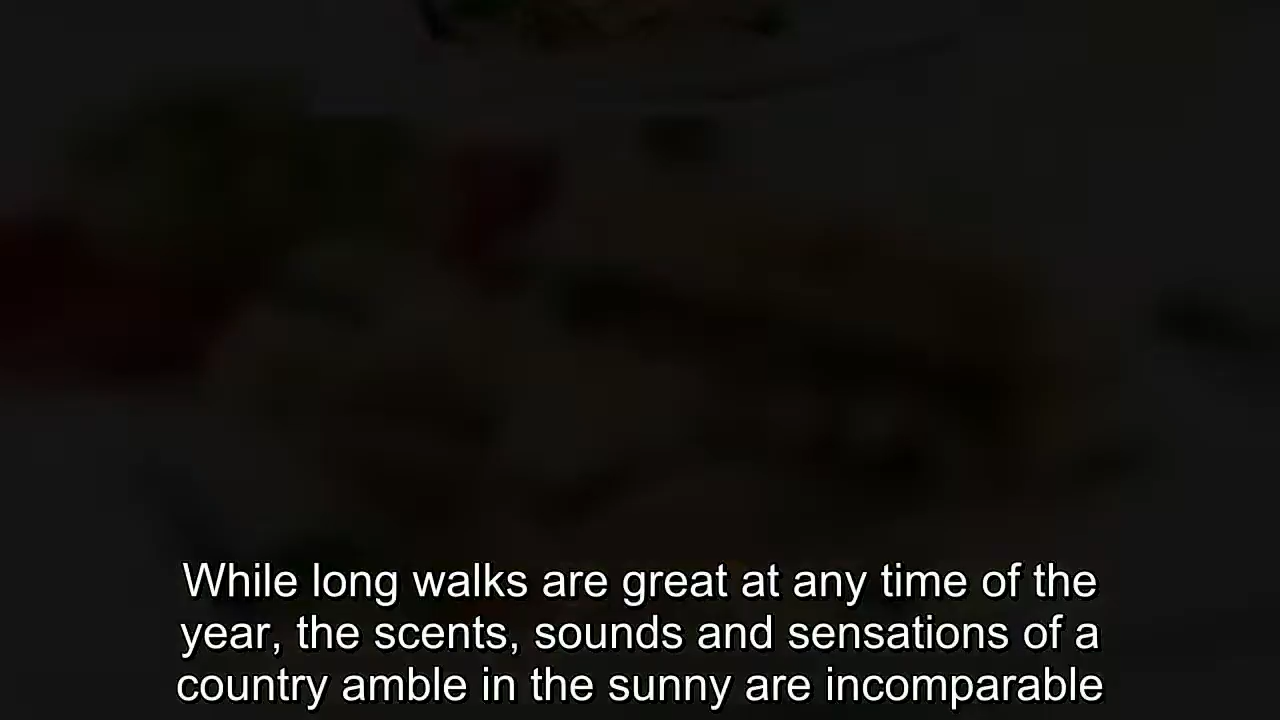 While long walks are great at any time of the
year, the scents, sounds and sensations of a
country amble in the sunny are incomparable